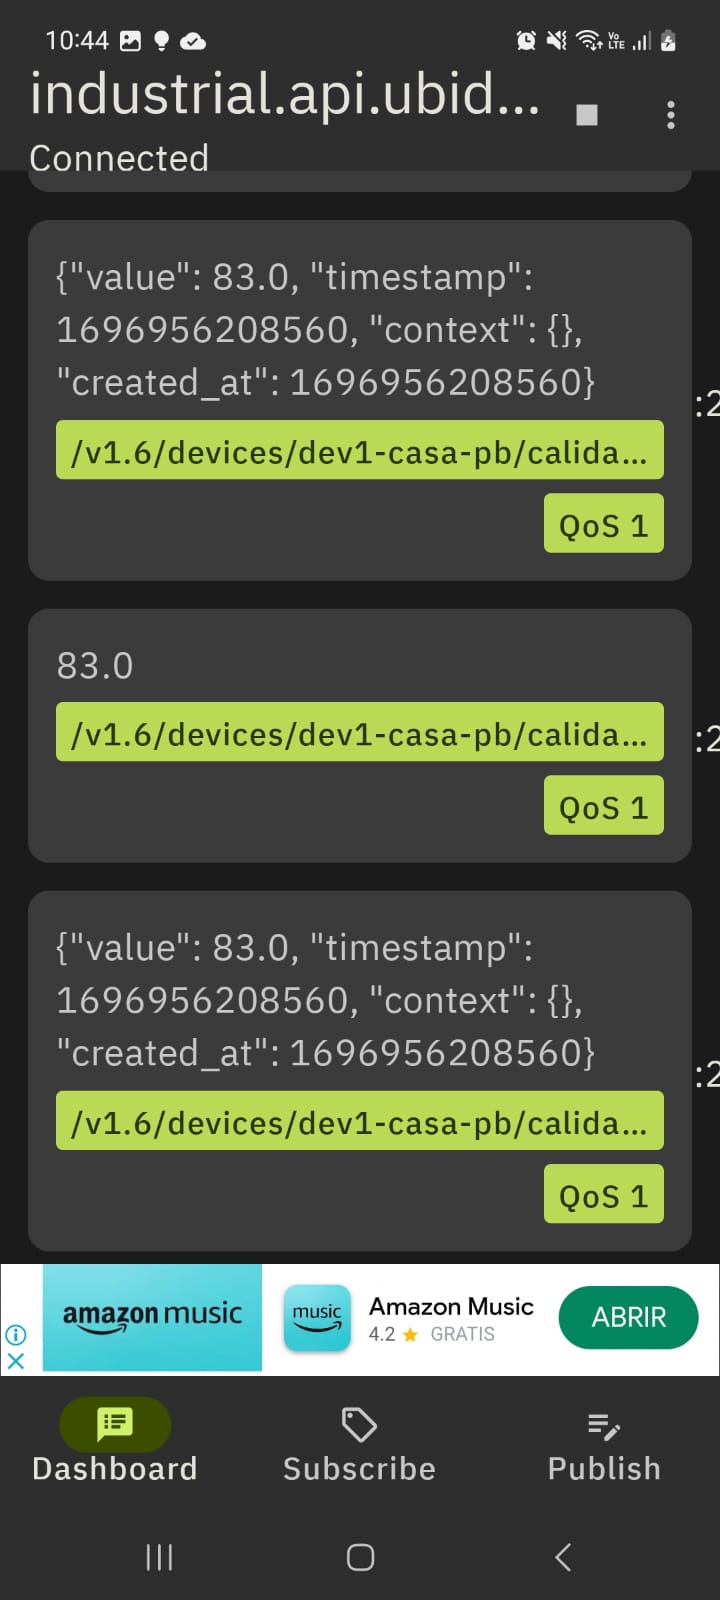 10:44
Vo
LTE
industrial.api.ubid...
Connected
{"value": 83.0, "timestamp":
1696956208560, "context": {},
"created_at": 1696956208560}
:2
/v1.6/devices/dev1-casa-pb/calida...
QoS 1
83.0
/v1.6/devices/dev1-casa-pb/calida...
:2
QoS 1
{"value": 83.0, "timestamp":
1696956208560, "context": {},
"created_at": 1696956208560}
:2
/v1.6/devices/dev1-casa-pb/calida...
QoS 1
amazon music
music
Amazon Music
4.2 ★ GRATIS
ABRIR
Dashboard
Subscribe
Publish